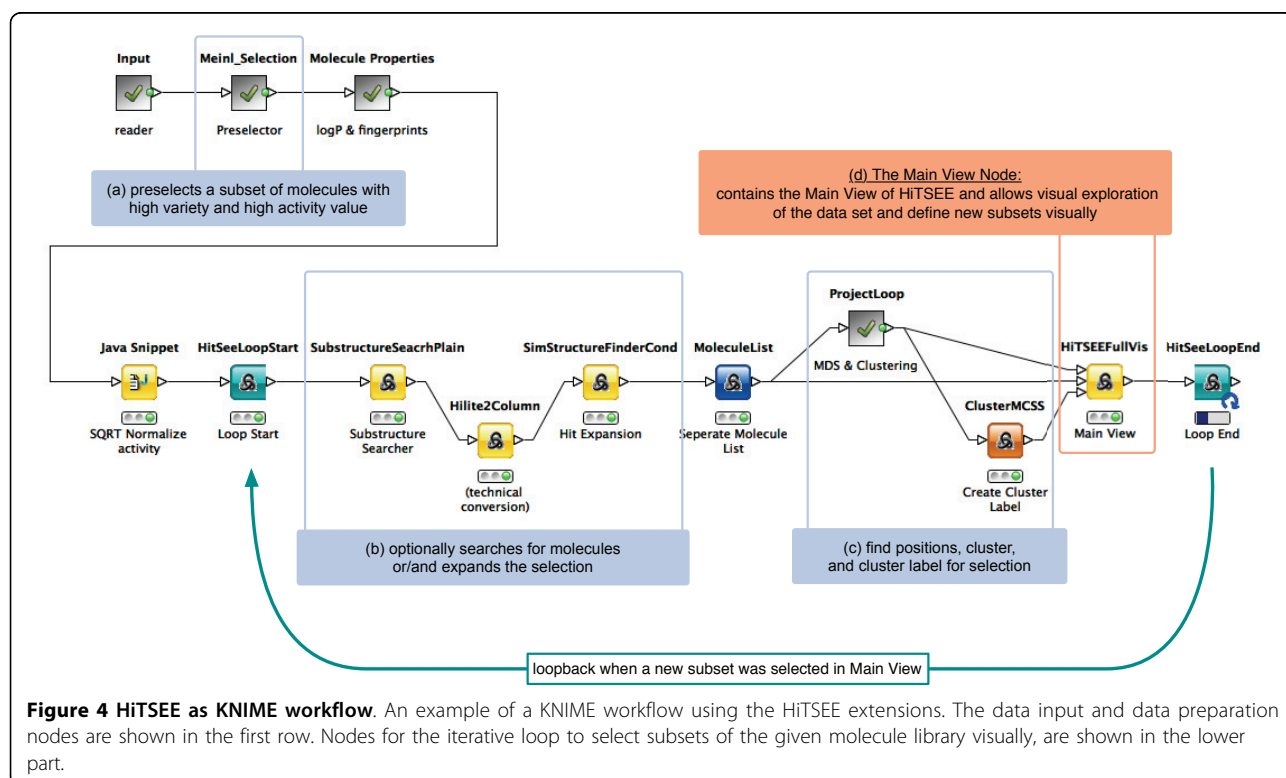 Input
Meinl_Selection
Molecule Properties
reader
Preselector
logP & fingerprints
(a) preselects a subset of molecules with
high variety and high activity value
(d) The Main View Node:
contains the Main View of HiTSEE and allows visual exploration
of the data set and define new subsets visually
Java Snippet
HitSeeLoopStart
SubstructureSeacrhPlain
Hilite2Column
SimStructureFinderCond
MoleculeList
ProjectLoop
MDS & Clustering
ClusterMCSS
HiTSEEFullVis
HitSeeLoopEnd
SQRT Normalize
activity
Loop Start
Substructure
Searcher
(technical
conversion)
Hit Expansion
Seperate Molecule
List
Create Cluster
Label
Main View
Loop End
(b) optionally searches for molecules
or/and expands the selection
(c) find positions, cluster,
and cluster label for selection
loopback when a new subset was selected in Main View
Figure 4 HiTSEE as KNIME workflow. An example of a KNIME workflow using the HiTSEE extensions. The data input and data preparation
nodes are shown in the first row. Nodes for the iterative loop to select subsets of the given molecule library visually, are shown in the lower
part.